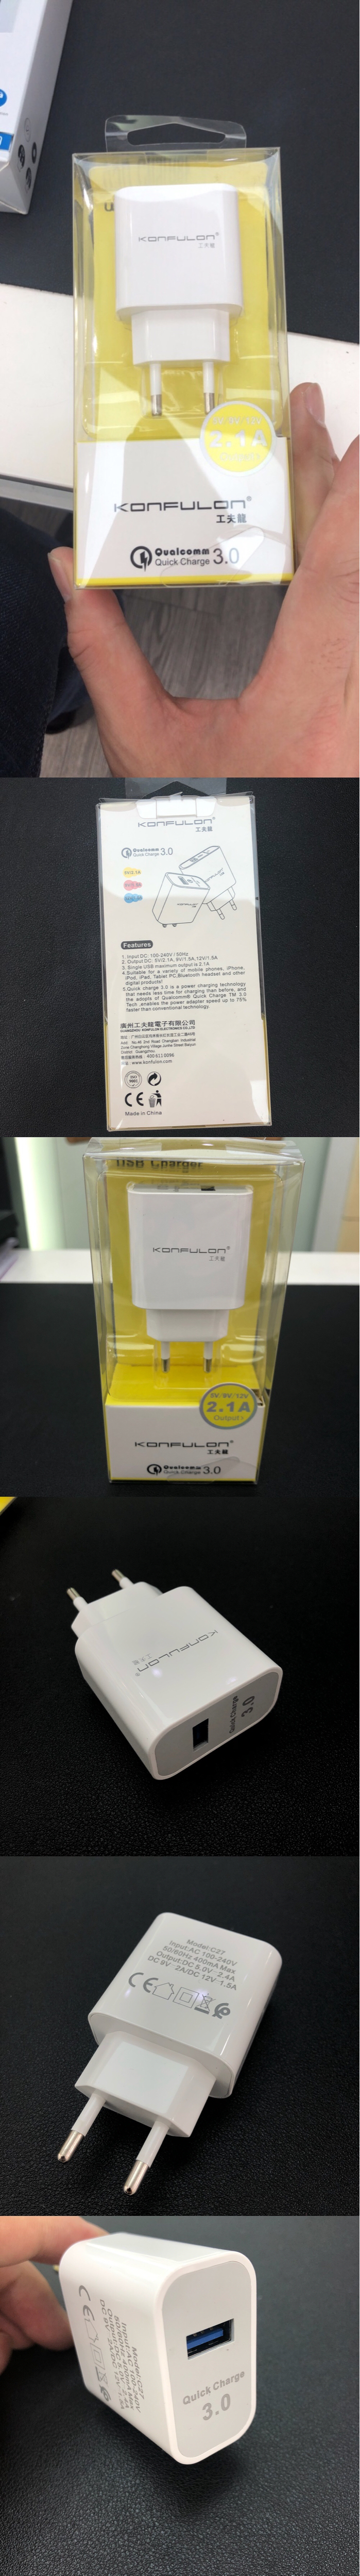 KONFULON®
工夫龍
2.1A
Output
KONFULON®
工夫龍
Qualcomm
Quick Charge 3.0
KONFULON®
工夫龍
Qualcomm
Quick Charge 3.0
Features
1. Input DC: 100-240V / 50Hz
2. Output DC: 5V/2.1A, 9V/1.5A,12V/1.5A
3. Single USB maximum output is 2.1A
4.Suitable for a variety of mobile phones, iPhone,
iPod, iPad, Tablet PC,Bluetooth headset and other
digital products!
5.Quick charge 3.0 is a power charging technology
that needs less time for charging than before, and
the adopts of Qualcomm® Quick Charge TM 3.0
Tech ,enables the power adapter speed up to 75%
faster than conventional technology.
廣州工夫龍電子有限公司
www.konfulon.com
CE
Made in China
USB Charger
KONFULON®
工夫龍
5V/9V/12V
2.1A
Output
KONFULON®
工夫龍
Qualcomm
Quick Charge 3.0
KONFULON®
工夫龍
Quick Charge
3.0
Model:C27
Input:AC 100-240V
50/60Hz 400mA Max
Output:DC 5.0V 2.4A
DC 9V 2A/DC 12V 1.5A
CE
Quick Charge
3.0